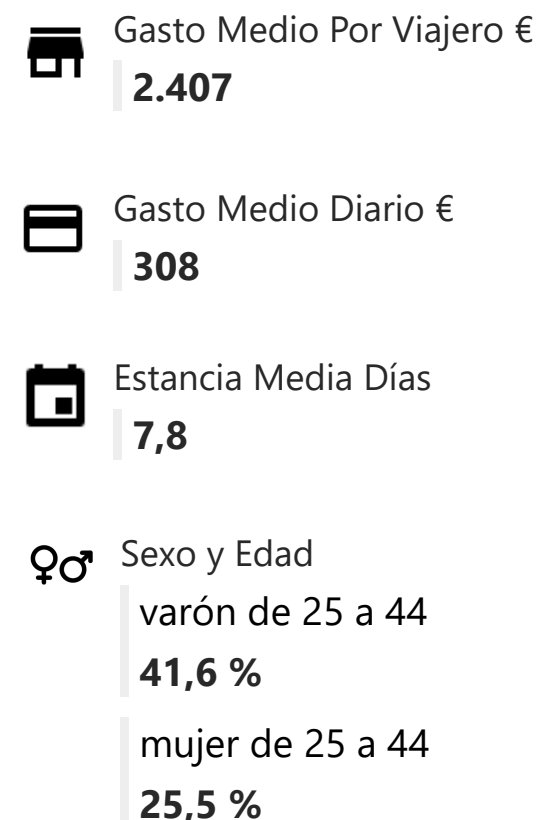 Gasto Medio Por Viajero €
2.407
Gasto Medio Diario €
308
Estancia Media Días
7,8
Sexo y Edad
varón de 25 a 44
41,6 %
mujer de 25 a 44
25,5 %